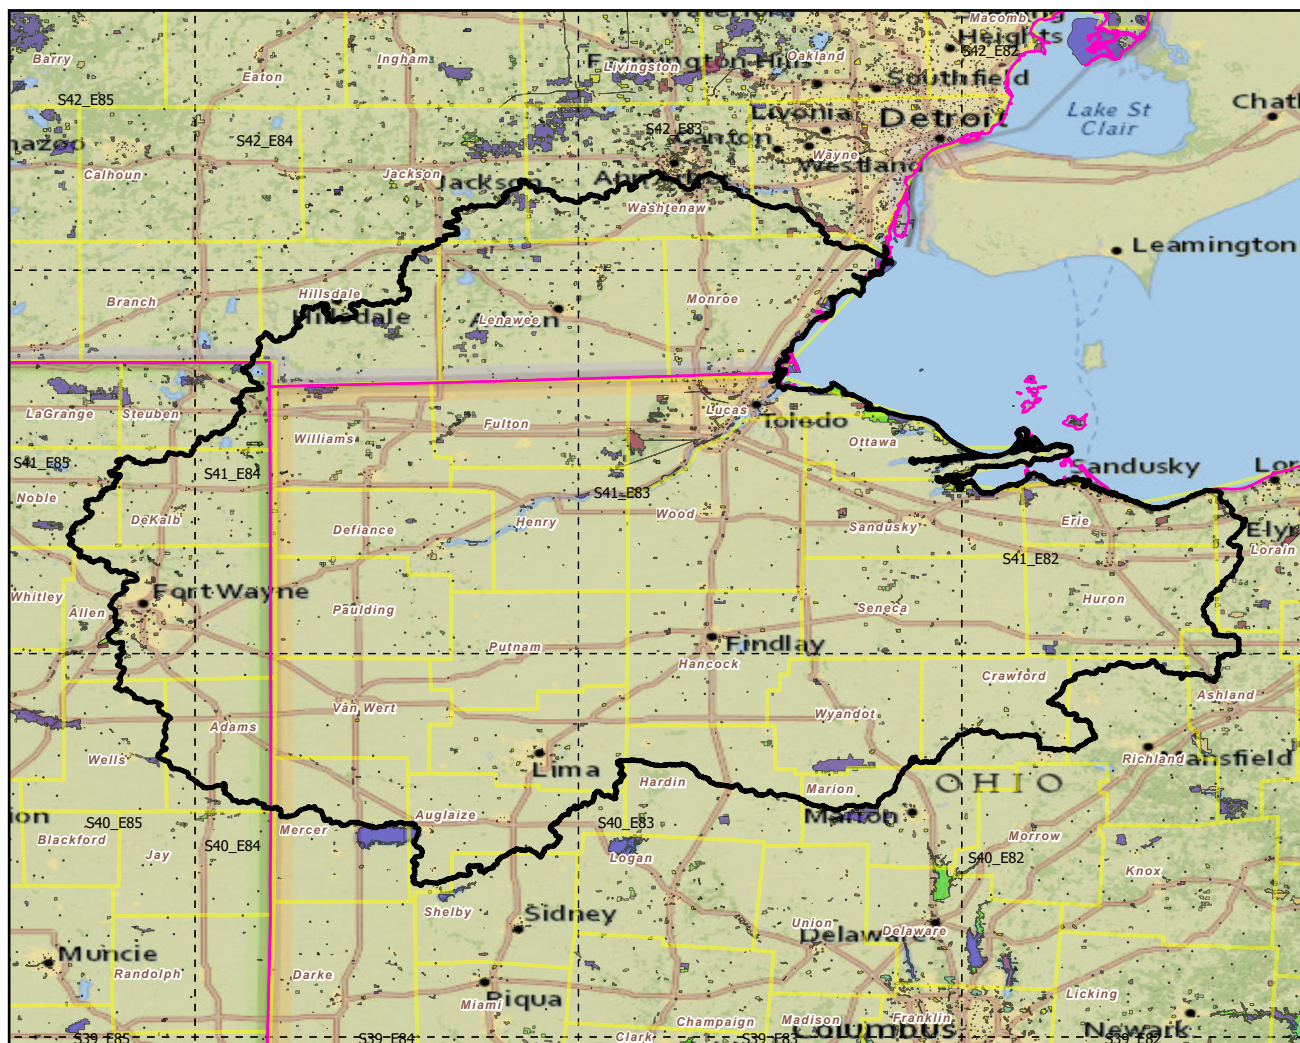 Macomb
Heights
S42_E82
Barry
Ingham
Oakland
Livingston
Eaton
Southfield
S42_E85
Livonia
Detroit
Lake St
Clair
S42_E83
Canton
S42_E84
Wayne
Westland
Calhoun
Jackson
Jackson
Washtenaw
Leamington
Branch
Hillsdale
Hillsdale
Monroe
Lenawee
LaGrange
Steuben
Lucas
Toledo
Fulton
Williams
Ottawa
S41_E85
S41_E84
Sandusky
Noble
S41_E83
DeKalb
Henry
Wood
Defiance
Sandusky
Erie
Lorain
S41_E82
Whitley
Allen
Fort Wayne
Paulding
Seneca
Huron
Putnam
Findlay
Hancock
Crawford
Ashland
Van Wert
Wyandot
Adams
Wells
Lima
Hardin
Richland
Mansfield
OHIO
Marion
Marion
Auglaize
S40_E85
Mercer
S40_E83
Blackford
Jay
S40_E84
Logan
Morrow
S40_E82
Knox
Shelby
Sidney
Union
Delaware
Delaware
Muncie
Randolph
Darke
Miami
Piqua
Licking
Champaign
Madison
Franklin
Columbus
Newark
Clark
S39_E85
S39_E84
S39_E83
S39_E82